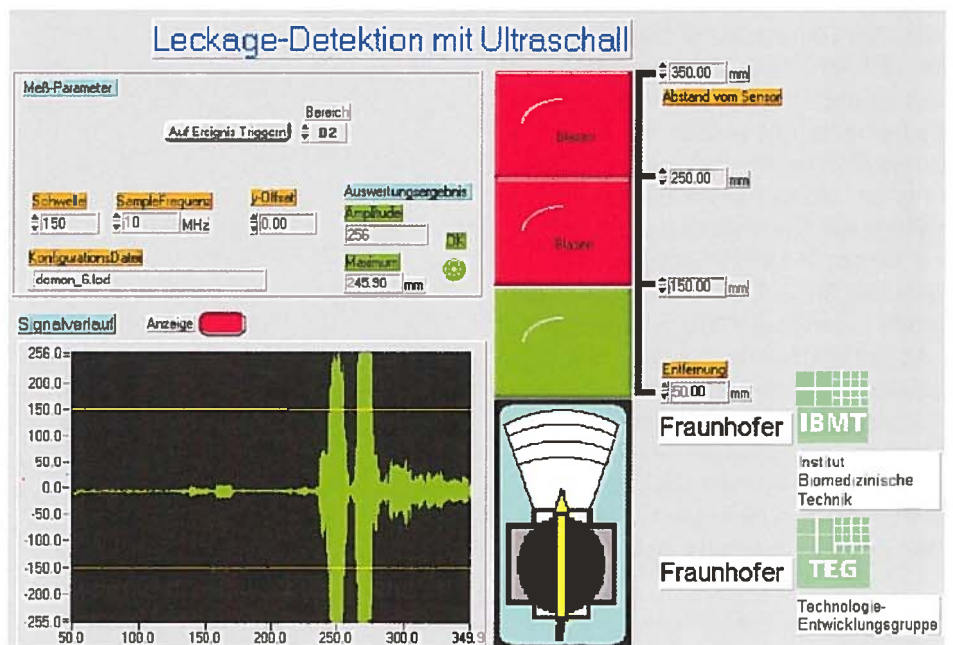 Leckage-Detektion mit Ultraschall
Meß-Parameter
Bereich
Auf Ereignis Triggern
02
Schwelle
SampleFrequenz
y-Offset
Auswertungsergebnis
150
10
MHz
0.00
Amplitude
256
OK
KonfigurationsDatei
Maximum
demon_6.lod
245.90 mm
Signalverlauf
Anzeige
256.0
200.0
150.0
100.0
50.0
0.0
-50.0
-100.0
-150.0
-200.0
-255.0
50.0 100.0 150.0 200.0 250.0 300.0 349.9
Blasen
Blasen
350.00 mm
Abstand vom Sensor
250.00 mm
150.00 mm
Entfernung
50.00 mm
Fraunhofer
IBMT
Institut
Biomedizinische
Technik
Fraunhofer
TEG
Technologie-
Entwicklungsgruppe